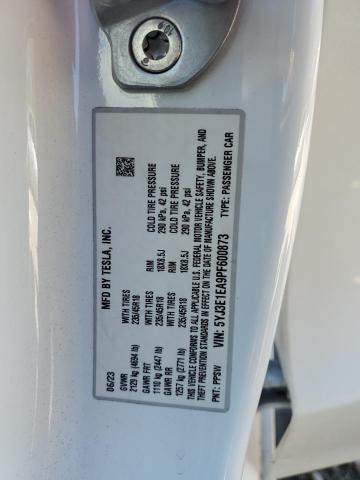 MFD BY TESLA, INC.
06/23
GVWR
2129 kg (4694 lb)
WITH TIRES
235/45R18
RIM
18X8.5J
COLD TIRE PRESSURE
290 kPa, 42 psi
GAWR FRT
1110 kg (2447 lb)
WITH TIRES
235/45R18
RIM
18X8.5J
COLD TIRE PRESSURE
290 kPa, 42 psi
GAWR RR
1257 kg (2771 lb)
THIS VEHICLE CONFORMS TO ALL APPLICABLE U.S. FEDERAL MOTOR VEHICLE SAFETY, BUMPER, AND
THEFT PREVENTION STANDARDS IN EFFECT ON THE DATE OF MANUFACTURE SHOWN ABOVE.
VIN: 5YJ3E1EA9PF600873
TYPE: PASSENGER CAR
PNT: PPSW